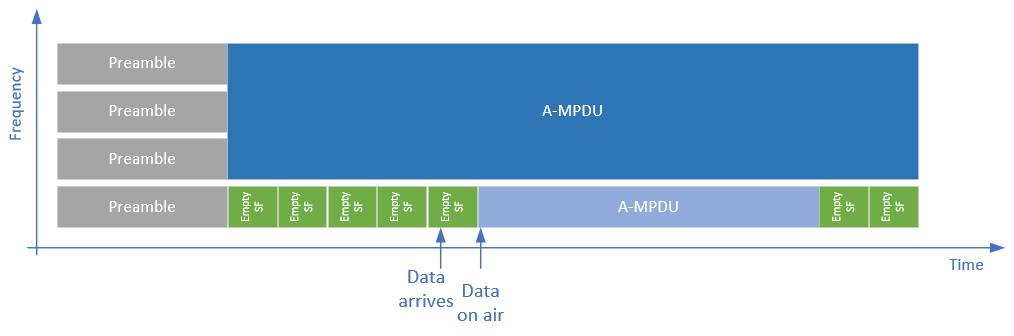 Frequency
Preamble
Preamble
A-MPDU
Preamble
Preamble
Empty
SF
Empty
SF
Empty
SF
Empty
SF
Empty
SF
A-MPDU
Empty
SF
Empty
SF
Time
Data
arrives
Data
on air